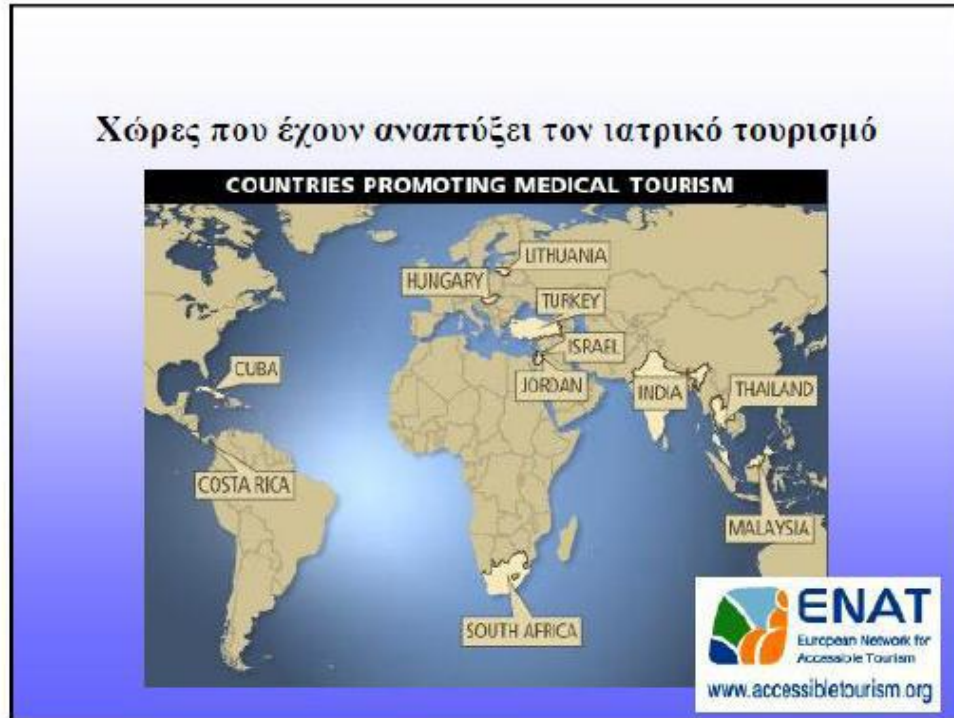 Χώρες που έχουν αναπτύξει τον ιατρικό τουρισμό
COUNTRIES PROMOTING MEDICAL TOURISM
LITHUANIA
HUNGARY
TURKEY
ISRAEL
CUBA
JORDAN
INDIA
THAILAND
COSTA RICA
MALAYSIA
SOUTH AFRICA
ENAT
European Network for
Accessible Tourism
www.accessibletourism.org